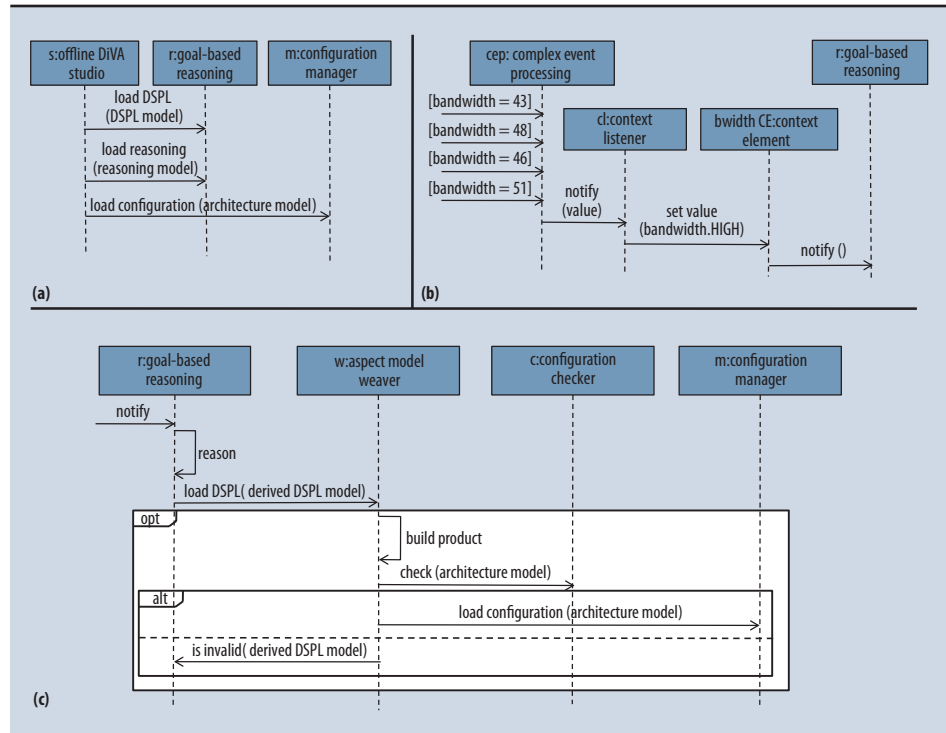 s:offline DiVA
studio
r:goal-based
reasoning
m:configuration
manager
load DSPL
(DSPL model)
load reasoning
(reasoning model)
load configuration (architecture model)
(a)
cep: complex event
processing
r:goal-based
reasoning
[bandwidth = 43]
[bandwidth = 48]
[bandwidth = 46]
[bandwidth = 51]
cl:context
listener
bwidth CE:context
element
notify
(value)
set value
(bandwidth.HIGH)
notify ()
(b)
r:goal-based
reasoning
w:aspect model
weaver
c:configuration
checker
m:configuration
manager
notify
reason
load DSPL( derived DSPL model)
opt
build product
check (architecture model)
alt
load configuration (architecture model)
is invalid( derived DSPL model)
(c)